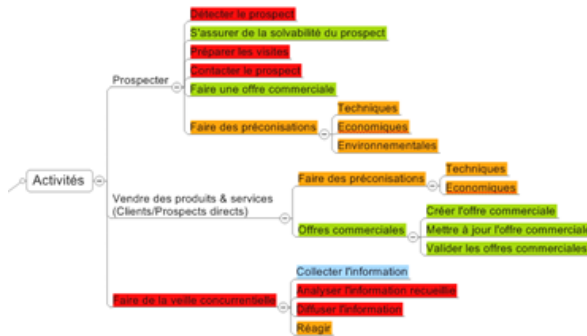 Activités
Prospecter
Détecter le prospect
S'assurer de la solvabilité du prospect
Préparer les visites
Contacter le prospect
Faire une offre commerciale
Faire des préconisations
Techniques
Economiques
Environnementales
Vendre des produits & services
(Clients/Prospects directs)
Faire des préconisations
Techniques
Economiques
Offres commerciales
Créer l'offre commerciale
Mettre à jour l'offre commerciale
Valider les offres commerciales
Faire de la veille concurrentielle
Collecter l'information
Analyser l'information recueillie
Diffuser l'information
Réagir